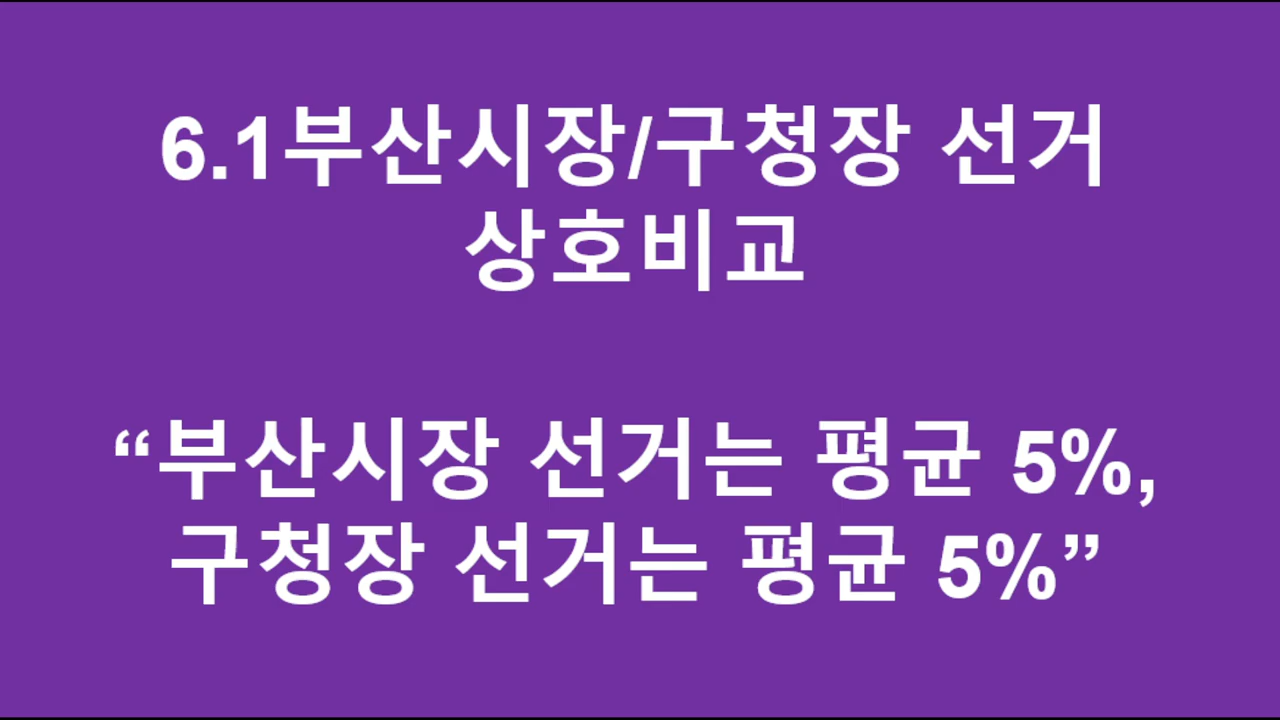 6.1부산시장/구청장 선거
상호비교
“부산시장 선거는 평균 5%,
구청장 선거는 평균 5%”